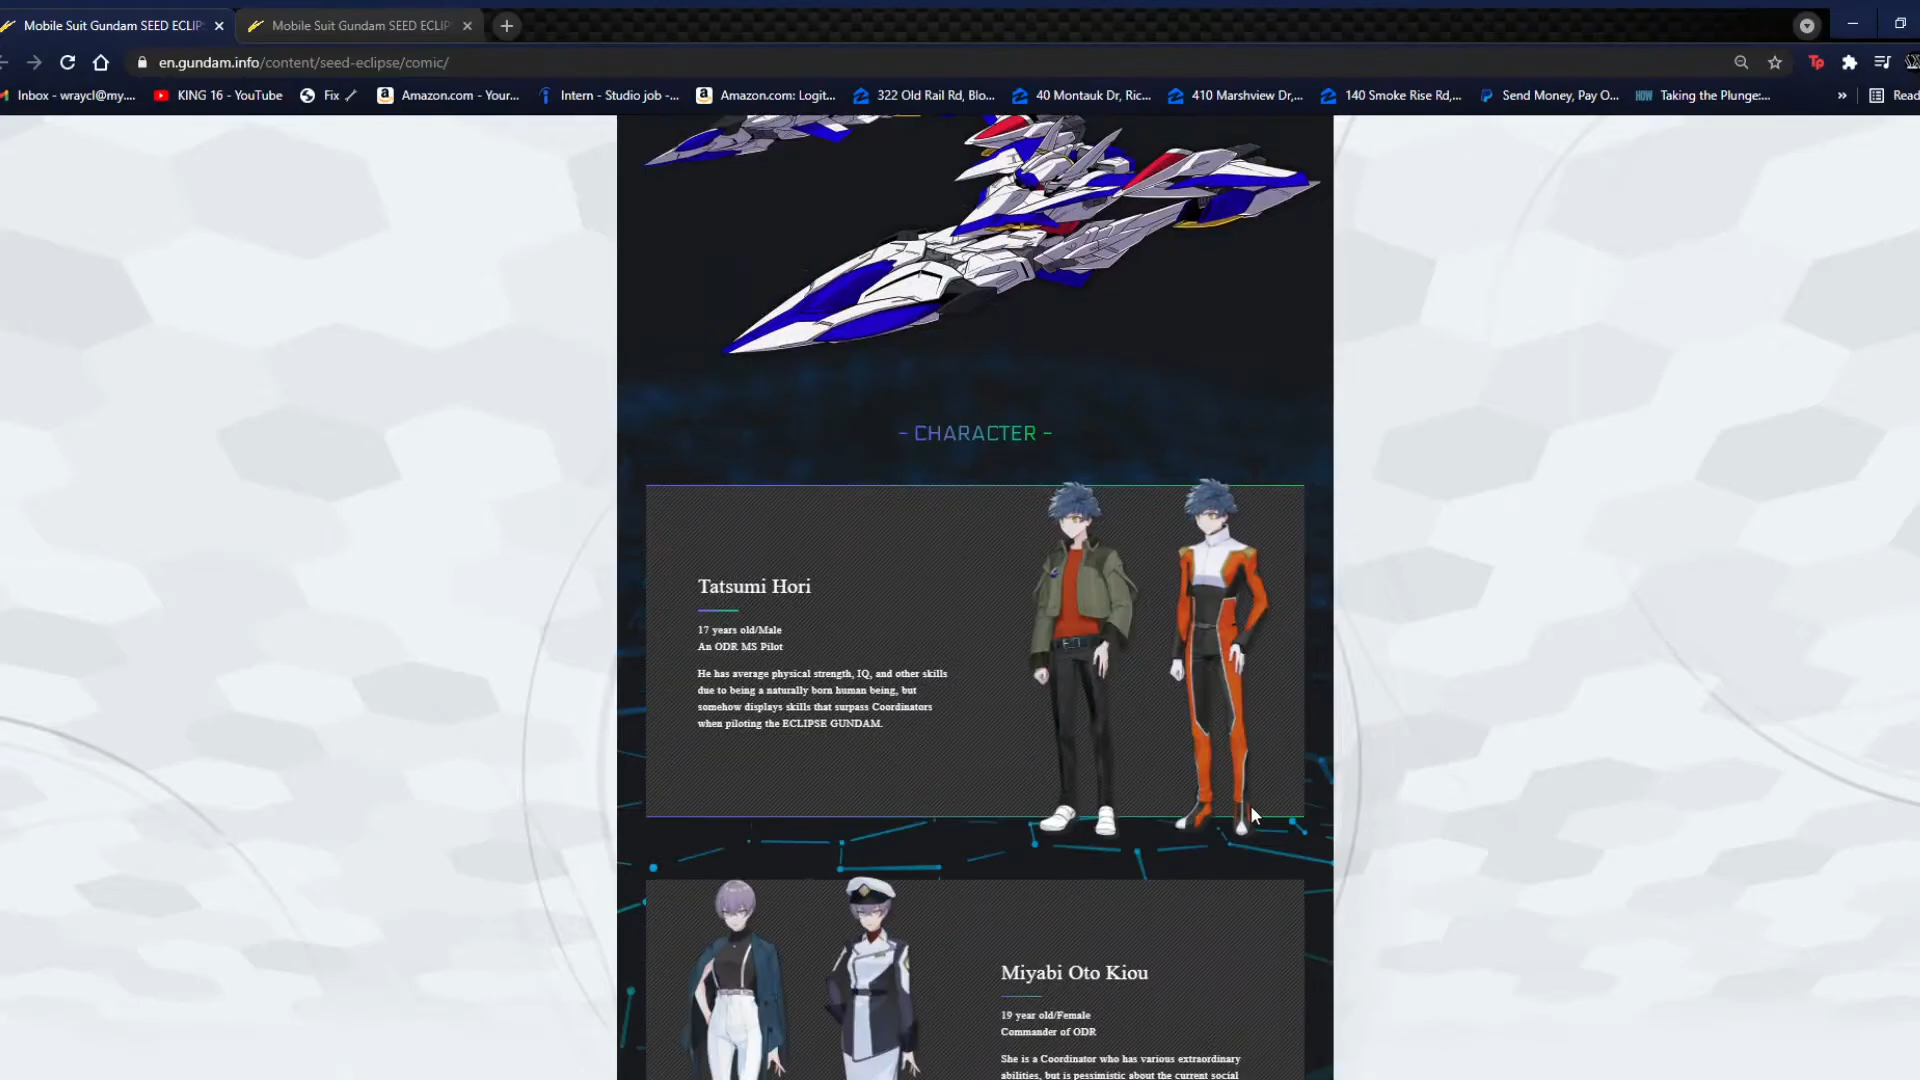 Mobile Suit Gundam SEED ECLIP
Mobile Suit Gundam SEED ECLIP
en.gundam.info/content/seed-eclipse/comic/
Inbox - wraycl@my....
KING 16 - YouTube
Fix
Amazon.com - Your...
Intern - Studio job -...
Amazon.com: Logit...
322 Old Rail Rd, Blo...
40 Montauk Dr, Ric...
410 Marshview Dr,...
140 Smoke Rise Rd,...
Send Money, Pay O...
HOW
Taking the Plunge:...
»
Read
- CHARACTER -
Tatsumi Hori
17 years old/Male
An ODR MS Pilot
He has average physical strength, IQ, and other skills
due to being a naturally born human being, but
somehow displays skills that surpass Coordinators
when piloting the ECLIPSE GUNDAM.
Miyabi Oto Kiou
19 year old/Female
Commander of ODR
She is a Coordinator who has various extraordinary
abilities, but is pessimistic about the current social